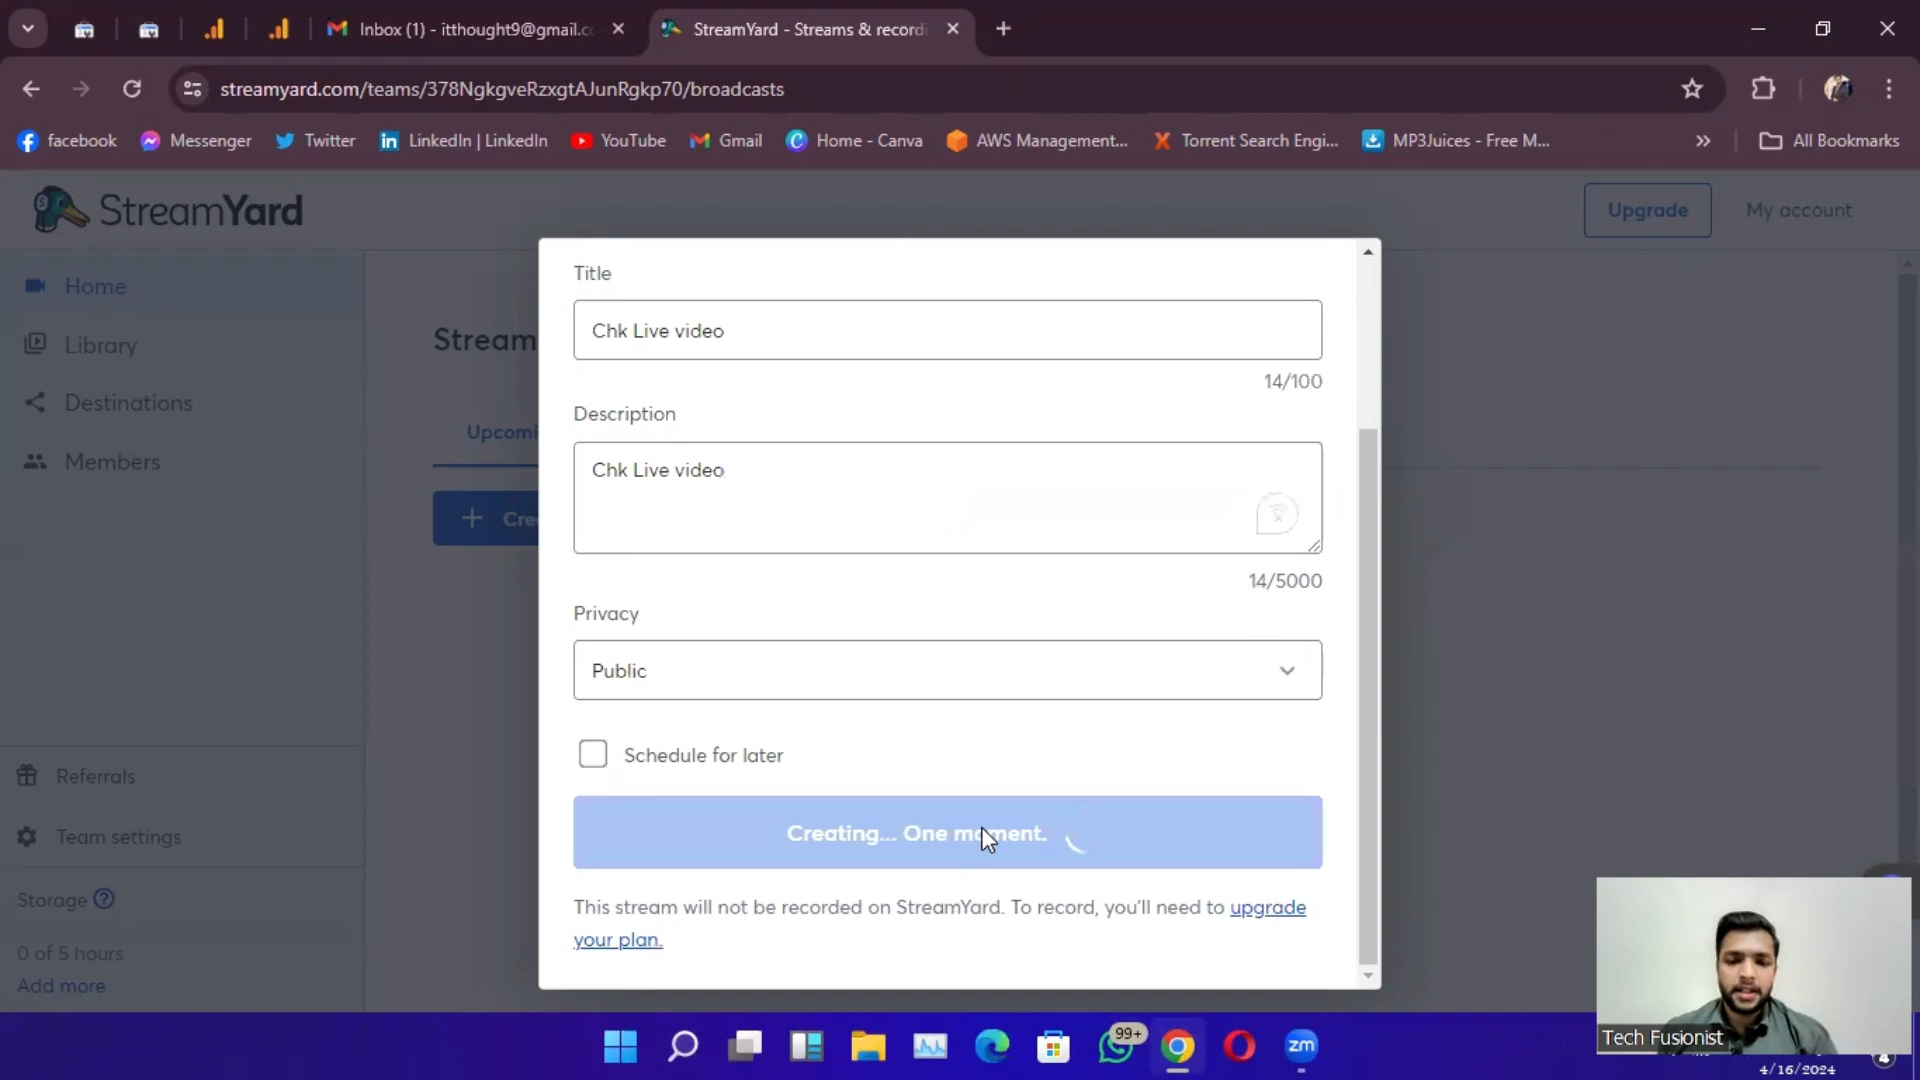 Inbox (1) - itthought9@gmail.c
StreamYard - Streams & recordi
streamyard.com/teams/378NgkgveRzxgtAJunRgkp70/broadcasts
facebook
Messenger
Twitter
LinkedIn | LinkedIn
YouTube
Gmail
Home - Canva
AWS Management...
Torrent Search Engi...
MP3Juices - Free M...
All Bookmarks
StreamYard
Upgrade
My account
Home
Library
Destinations
Members
Referrals
Team settings
Storage
0 of 5 hours
Add more
Stream
Upcomi
+ Cre
Title
Chk Live video
14/100
Description
Chk Live video
14/5000
Privacy
Public
Schedule for later
Creating... One moment.
This stream will not be recorded on StreamYard. To record, you'll need to upgrade
your plan.
99+
zm
Tech Fusionist
4/16/2024